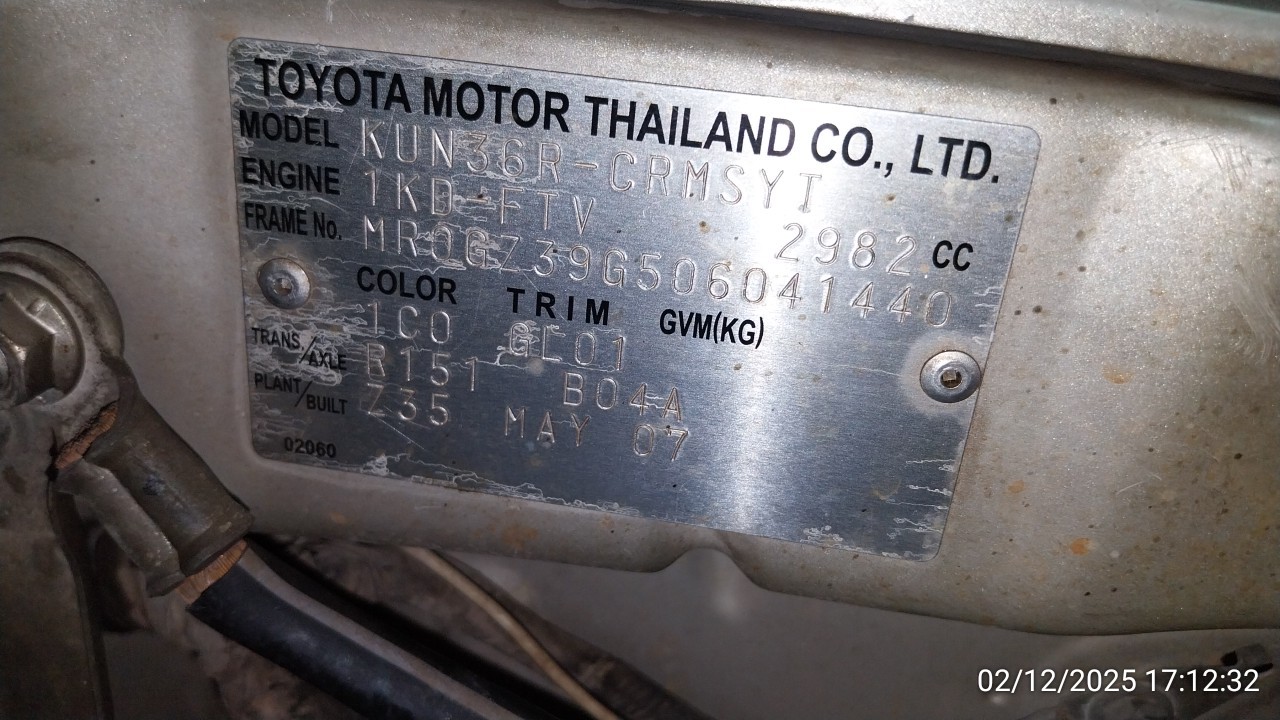 TOYOTA MOTOR THAILAND CO., LTD.
MODEL KUN36R-CRMSYT
ENGINE 1KD-FTV 2982 CC
FRAME No. MR0GZ39G506041440
COLOR TRIM GVM(KG)
1C0 GL01
TRANS/AXLE R151 B04A
PLANT/BUILT Z35 MAY 07
02060
02/12/2025 17:12:32